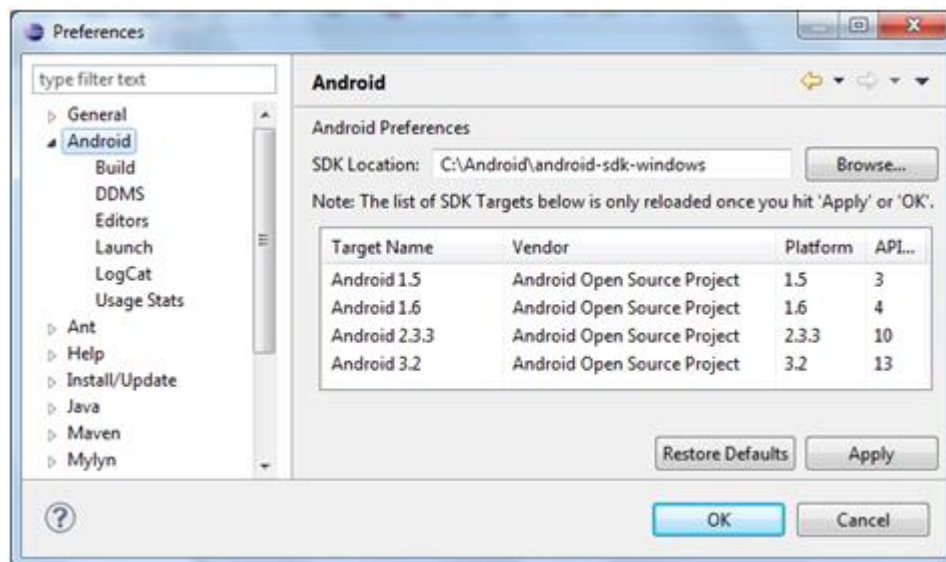 Preferences
type filter text
General
Android
Build
DDMS
Editors
Launch
LogCat
Usage Stats
Ant
Help
Install/Update
Java
Maven
Mylyn
Android
Android Preferences
SDK Location: C:\Android\android-sdk-windows Browse...
Note: The list of SDK Targets below is only reloaded once you hit 'Apply' or 'OK'.
Target Name Vendor Platform API...
Android 1.5 Android Open Source Project 1.5 3
Android 1.6 Android Open Source Project 1.6 4
Android 2.3.3 Android Open Source Project 2.3.3 10
Android 3.2 Android Open Source Project 3.2 13
Restore Defaults Apply
? OK Cancel